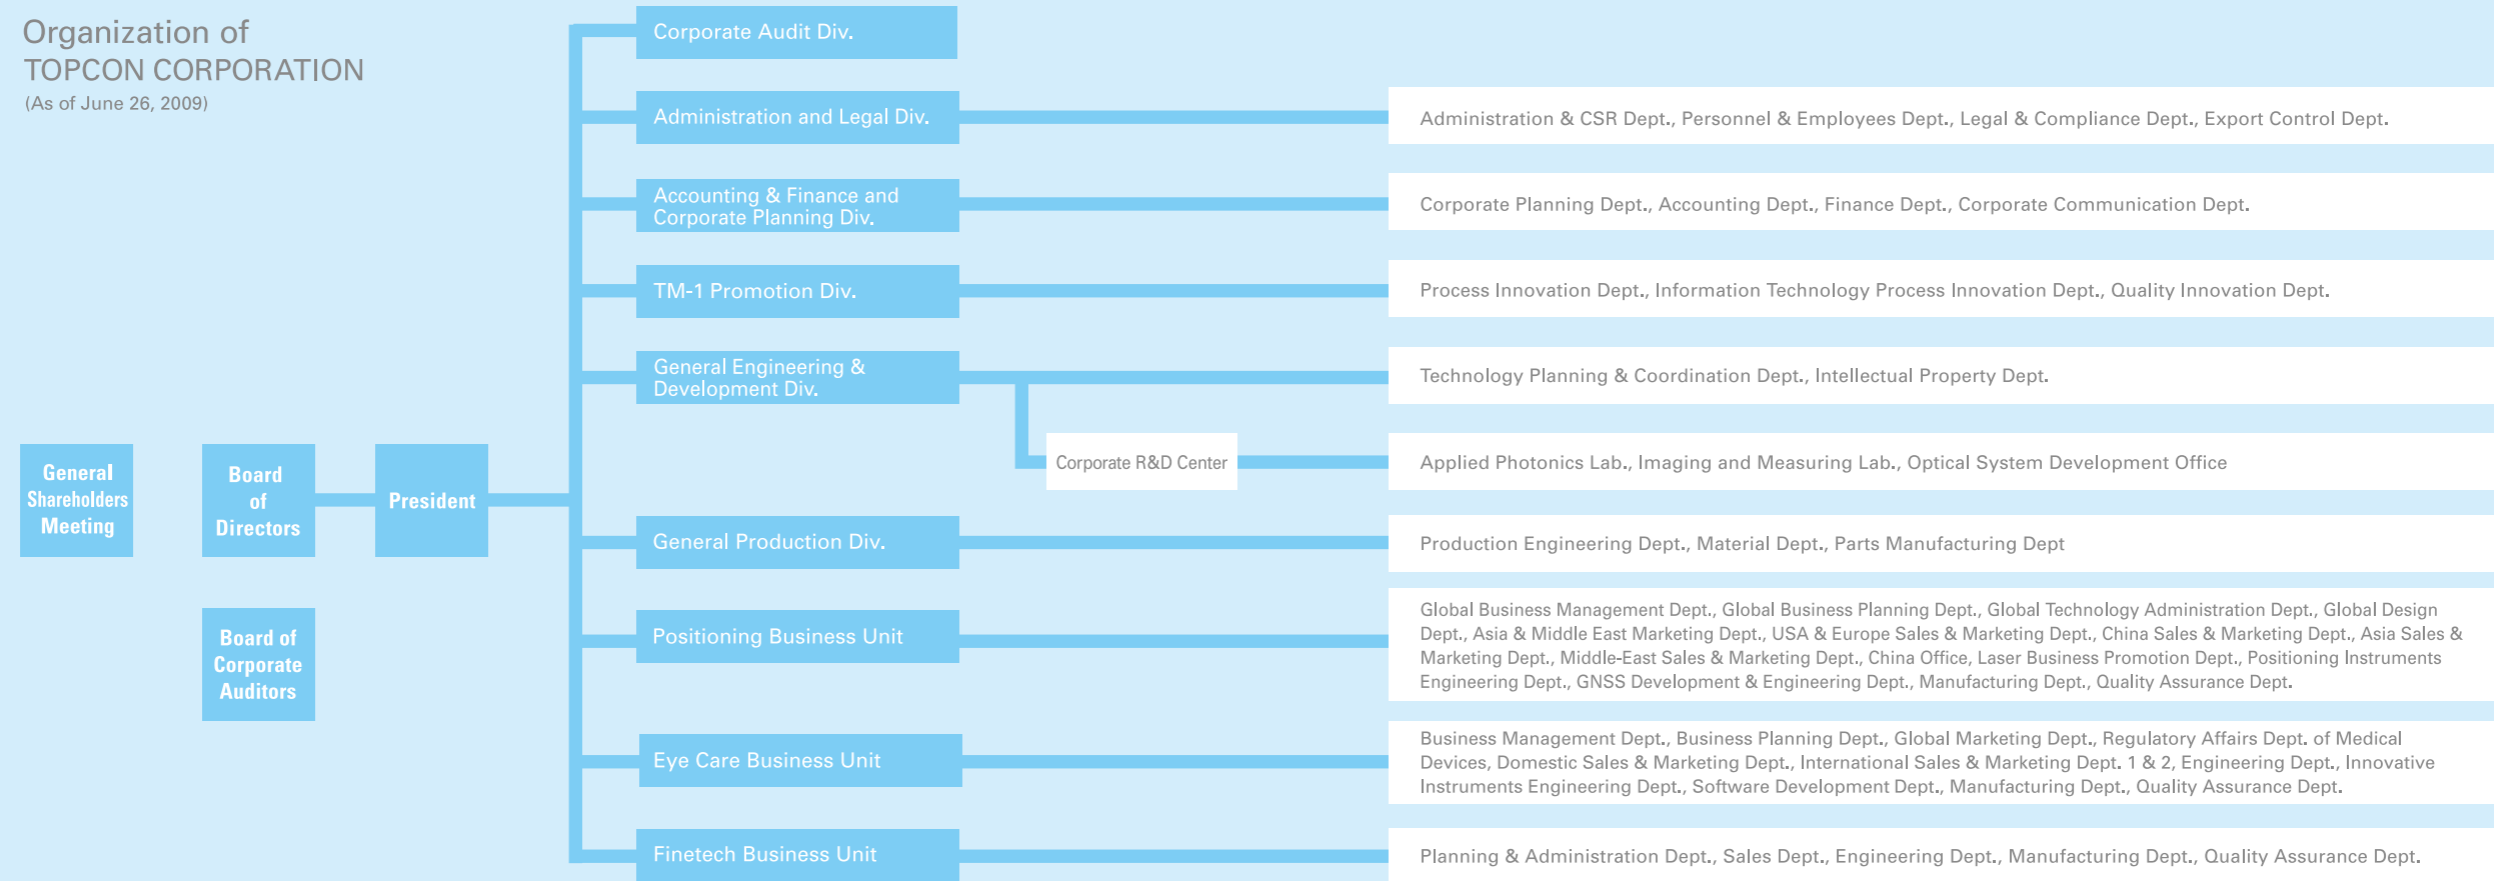 Organization of
TOPCON CORPORATION
(As of June 26, 2009)
General
Shareholders
Meeting
Board
of
Directors
Board of
Corporate
Auditors
President
Corporate Audit Div.
Administration and Legal Div.
Administration & CSR Dept., Personnel & Employees Dept., Legal & Compliance Dept., Export Control Dept.
Accounting & Finance and
Corporate Planning Div.
Corporate Planning Dept., Accounting Dept., Finance Dept., Corporate Communication Dept.
TM-1 Promotion Div.
Process Innovation Dept., Information Technology Process Innovation Dept., Quality Innovation Dept.
General Engineering &
Development Div.
Technology Planning & Coordination Dept., Intellectual Property Dept.
Corporate R&D Center
Applied Photonics Lab., Imaging and Measuring Lab., Optical System Development Office
General Production Div.
Production Engineering Dept., Material Dept., Parts Manufacturing Dept
Positioning Business Unit
Global Business Management Dept., Global Business Planning Dept., Global Technology Administration Dept., Global Design
Dept., Asia & Middle East Marketing Dept., USA & Europe Sales & Marketing Dept., China Sales & Marketing Dept., Asia Sales &
Marketing Dept., Middle-East Sales & Marketing Dept., China Office, Laser Business Promotion Dept., Positioning Instruments
Engineering Dept., GNSS Development & Engineering Dept., Manufacturing Dept., Quality Assurance Dept.
Eye Care Business Unit
Business Management Dept., Business Planning Dept., Global Marketing Dept., Regulatory Affairs Dept. of Medical
Devices, Domestic Sales & Marketing Dept., International Sales & Marketing Dept. 1 & 2, Engineering Dept., Innovative
Instruments Engineering Dept., Software Development Dept., Manufacturing Dept., Quality Assurance Dept.
Finetech Business Unit
Planning & Administration Dept., Sales Dept., Engineering Dept., Manufacturing Dept., Quality Assurance Dept.